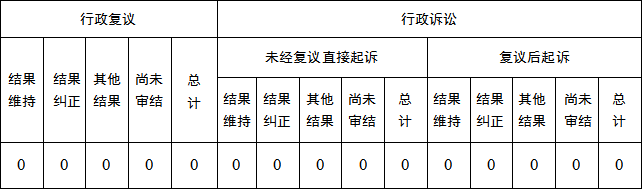 行政复议 行政诉讼
未经复议直接起诉 复议后起诉
结果维持 结果纠正 其他结果 尚未审结 总计 结果维持 结果纠正 其他结果 尚未审结 总计 结果维持 结果纠正 其他结果 尚未审结 总计
0 0 0 0 0 0 0 0 0 0 0 0 0 0 0